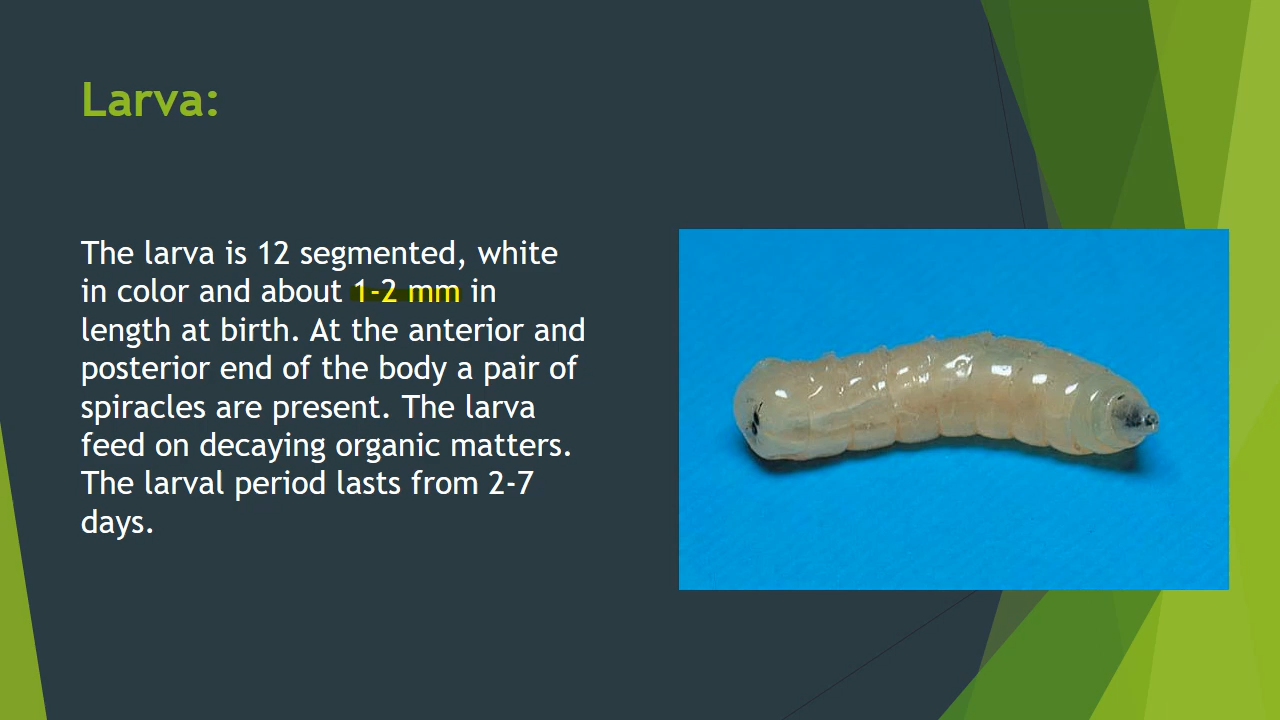 Larva:
The larva is 12 segmented, white
in color and about 1-2 mm in
length at birth. At the anterior and
posterior end of the body a pair of
spiracles are present. The larva
feed on decaying organic matters.
The larval period lasts from 2-7
days.